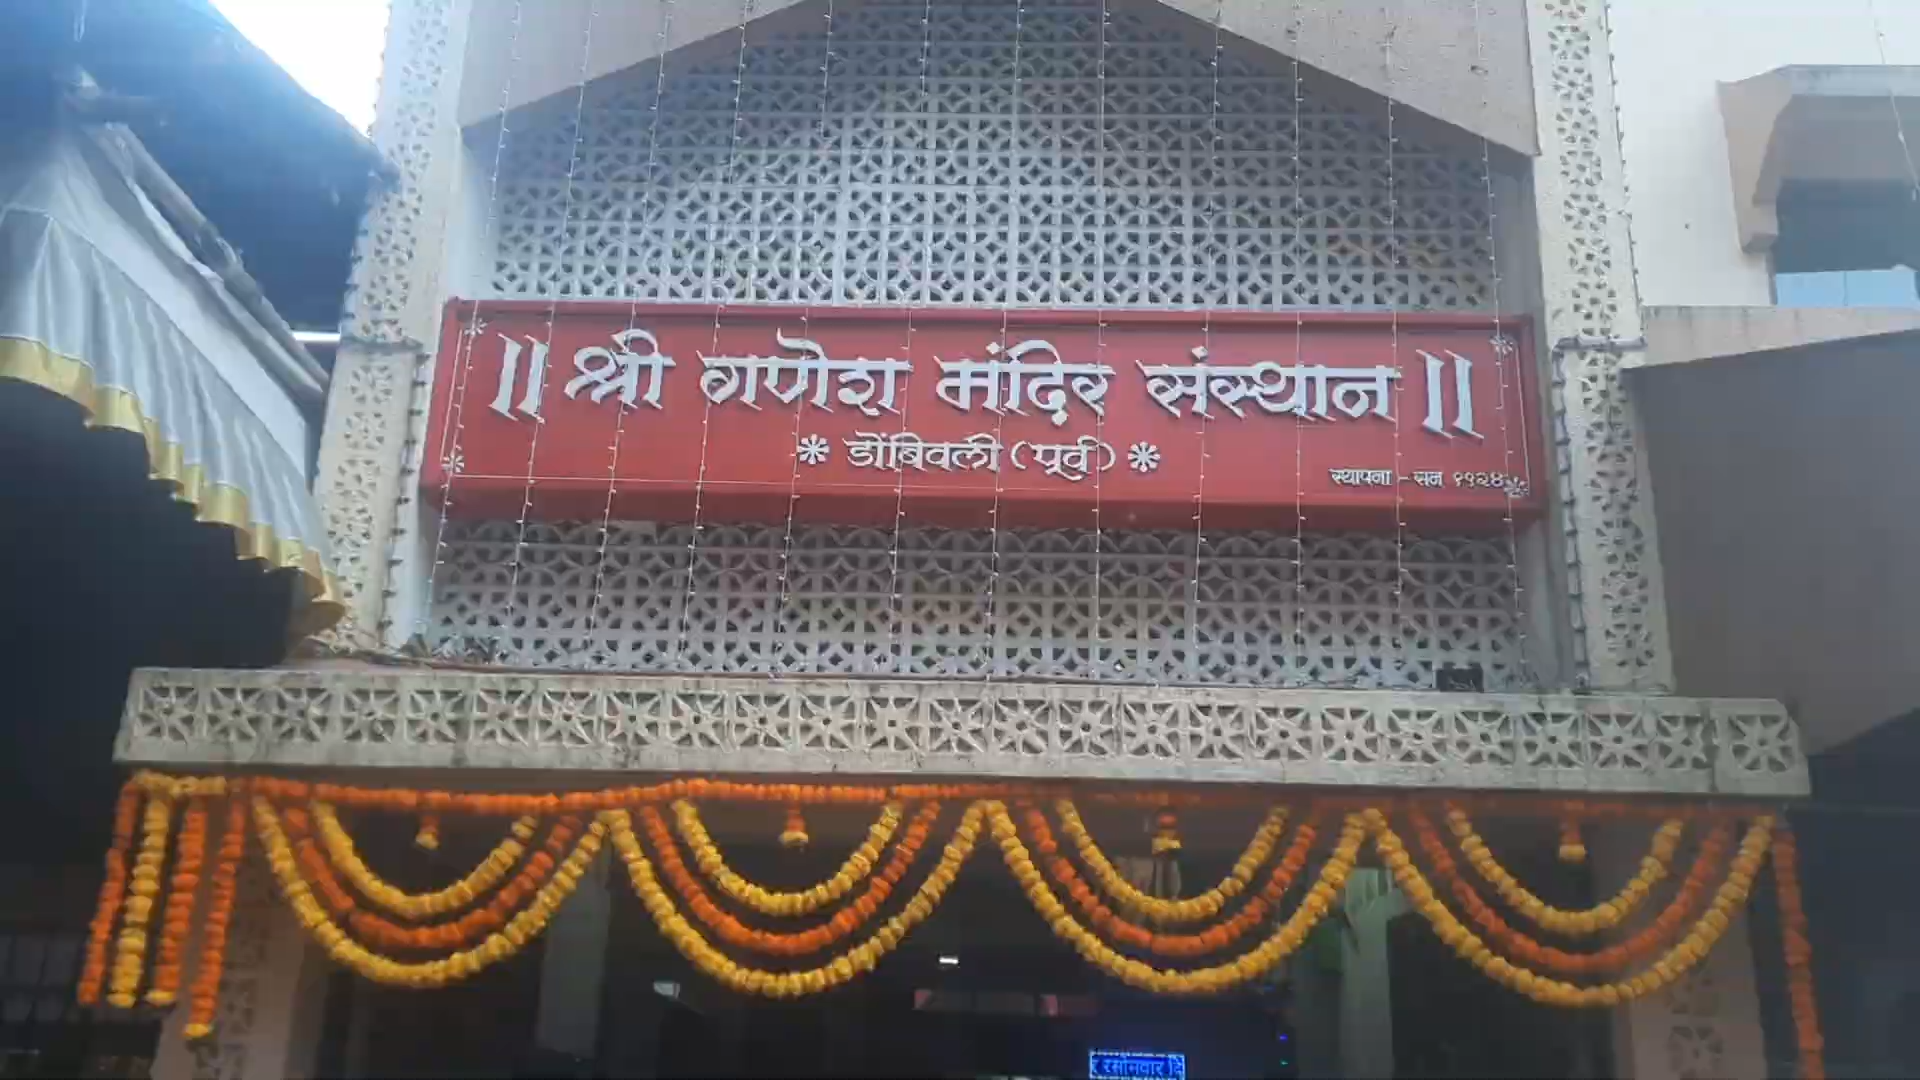 || श्री गणेश मंदिर संस्थान ||
* डोंबिवली (पूर्व) *
स्थापना - सन १९२४